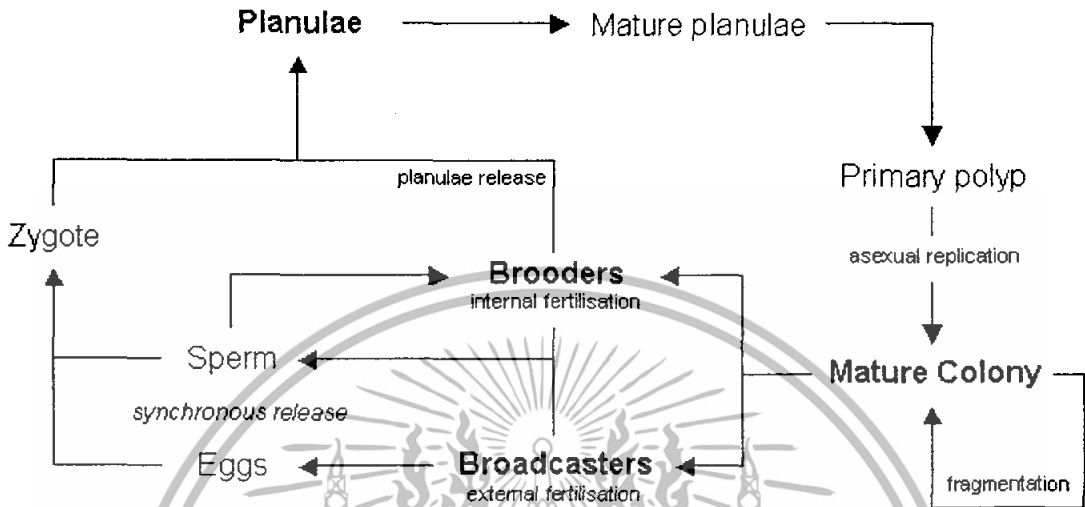 Planulae
Mature planulae
planulae release
Primary polyp
Zygote
asexual replication
Brooders
internal fertilisation
Sperm
Mature Colony
synchronous release
Eggs
Broadcasters
external fertilisation
fragmentation